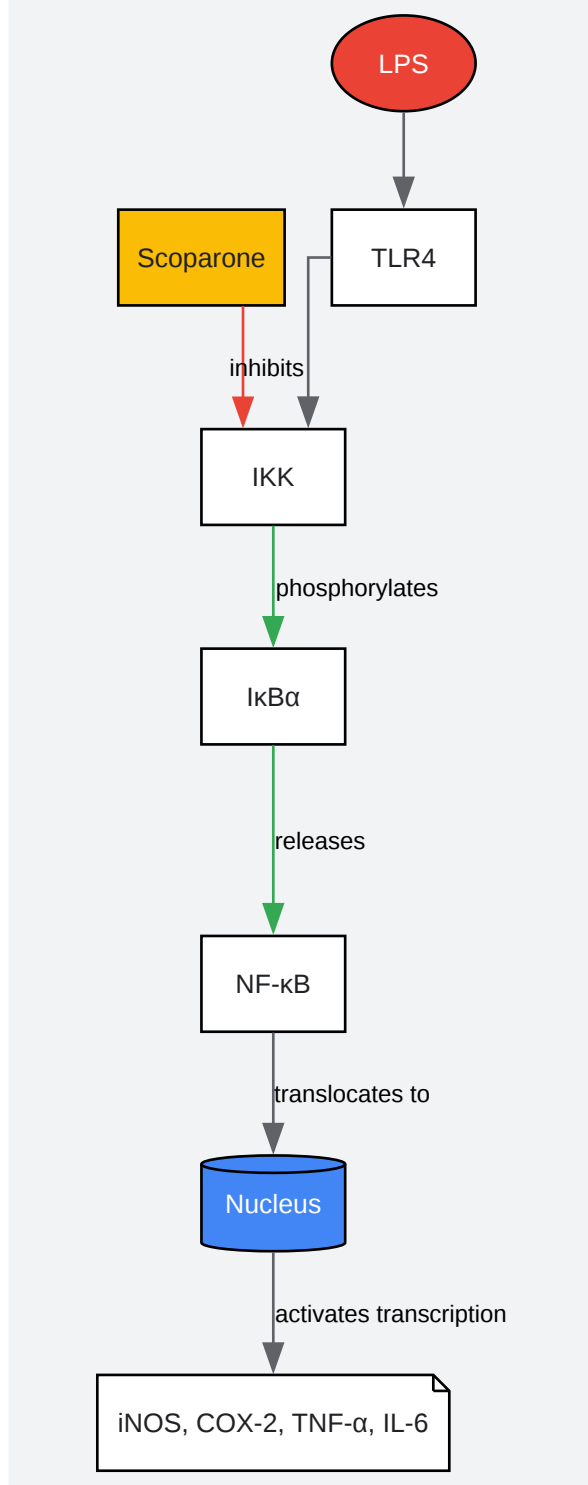 LPS
Scoparone
TLR4
inhibits
IKK
phosphorylates
IκBα
releases
NF-κB
translocates to
Nucleus
activates transcription
iNOS, COX-2, TNF-α, IL-6